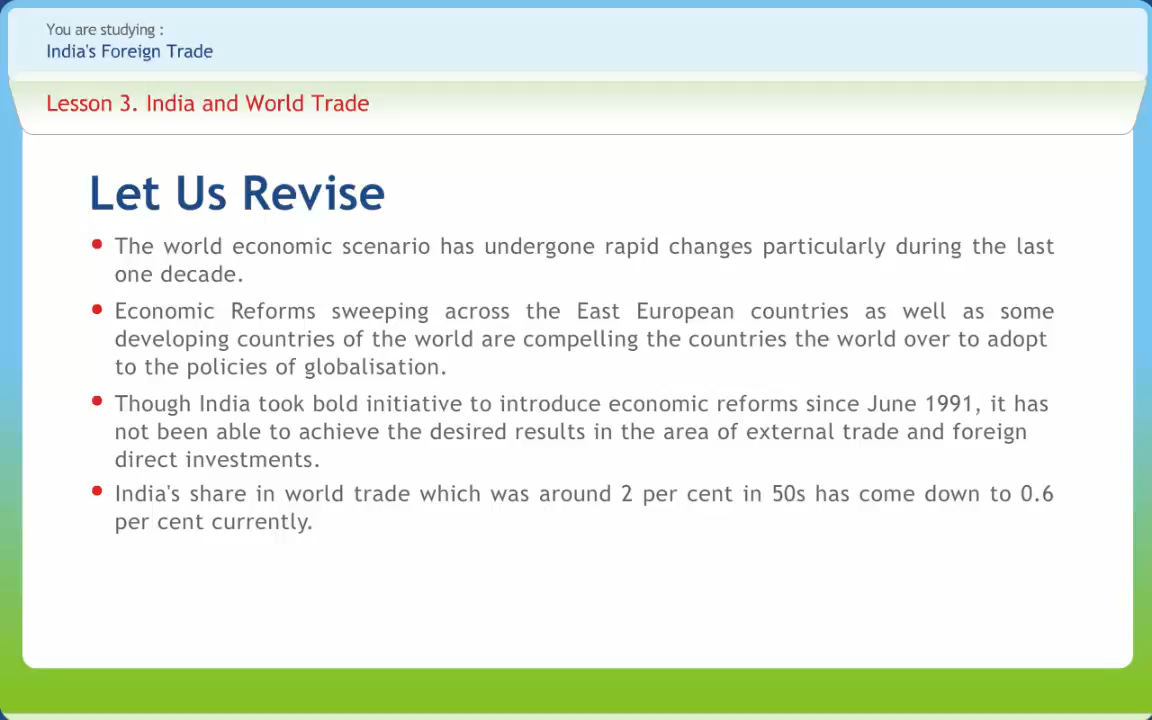 You are studying :
India's Foreign Trade
Lesson 3. India and World Trade
Let Us Revise
The world economic scenario has undergone rapid changes particularly during the last
one decade.
Economic Reforms sweeping across the East European countries as well as some
developing countries of the world are compelling the countries the world over to adopt
to the policies of globalisation.
Though India took bold initiative to introduce economic reforms since June 1991, it has
not been able to achieve the desired results in the area of external trade and foreign
direct investments.
India's share in world trade which was around 2 per cent in 50s has come down to 0.6
per cent currently.